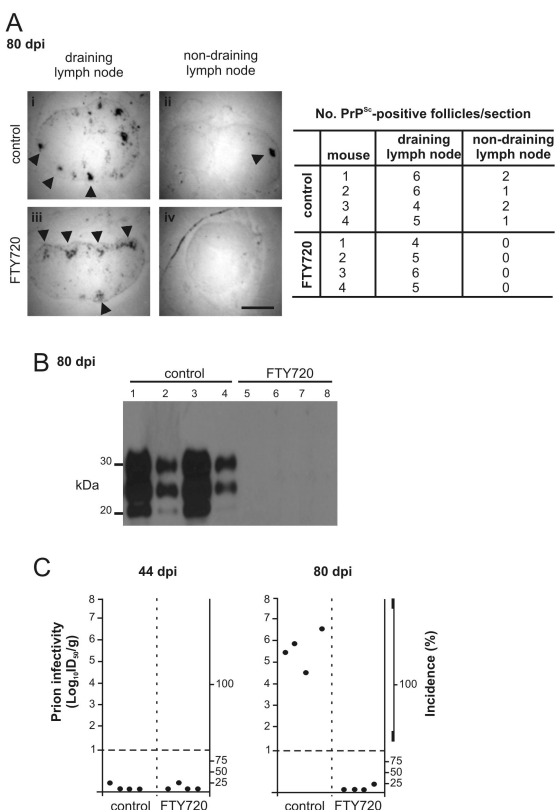 A
80 dpi
draining
lymph node
non-draining
lymph node
control
FTY720
i
ii
iii
iv
No. PrPSc-positive follicles/section
mouse
draining
lymph node
non-draining
lymph node
control
1 6 2
2 6 1
3 4 2
4 5 1
FTY720
1 4 0
2 5 0
3 6 0
4 5 0
B 80 dpi
control FTY720
1 2 3 4 5 6 7 8
30
kDa
20
C
44 dpi
80 dpi
Prion infectivity
(Log10ID50/g)
8
7
6
5
4
3
2
1
100
75
50
25
control FTY720
8
7
6
5
4
3
2
1
100
75
50
25
Incidence (%)
control FTY720